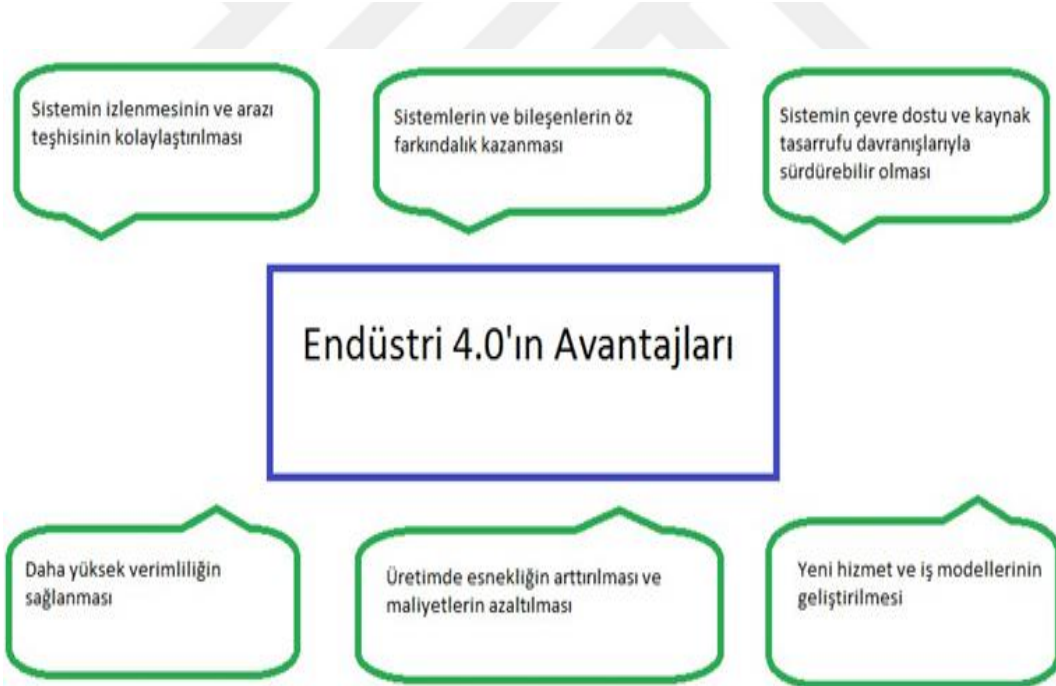 Sistemin izlenmesinin ve arazı
teşhisinin kolaylaştırılması
Sistemlerin ve bileşenlerin öz
farkındalık kazanması
Sistemin çevre dostu ve kaynak
tasarrufu davranışlarıyla
sürdürebilir olması
Endüstri 4.0'ın Avantajları
Daha yüksek verimliliğin
sağlanması
Üretimde esnekliğin arttırılması ve
maliyetlerin azaltılması
Yeni hizmet ve iş modellerinin
geliştirilmesi